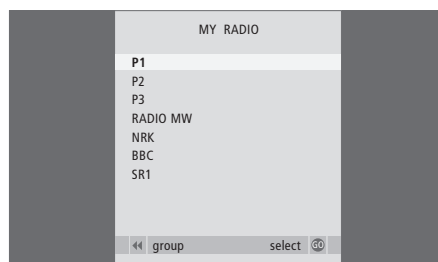 MY RADIO
P1
P2
P3
RADIO MW
NRK
BBC
SR1
group select GO